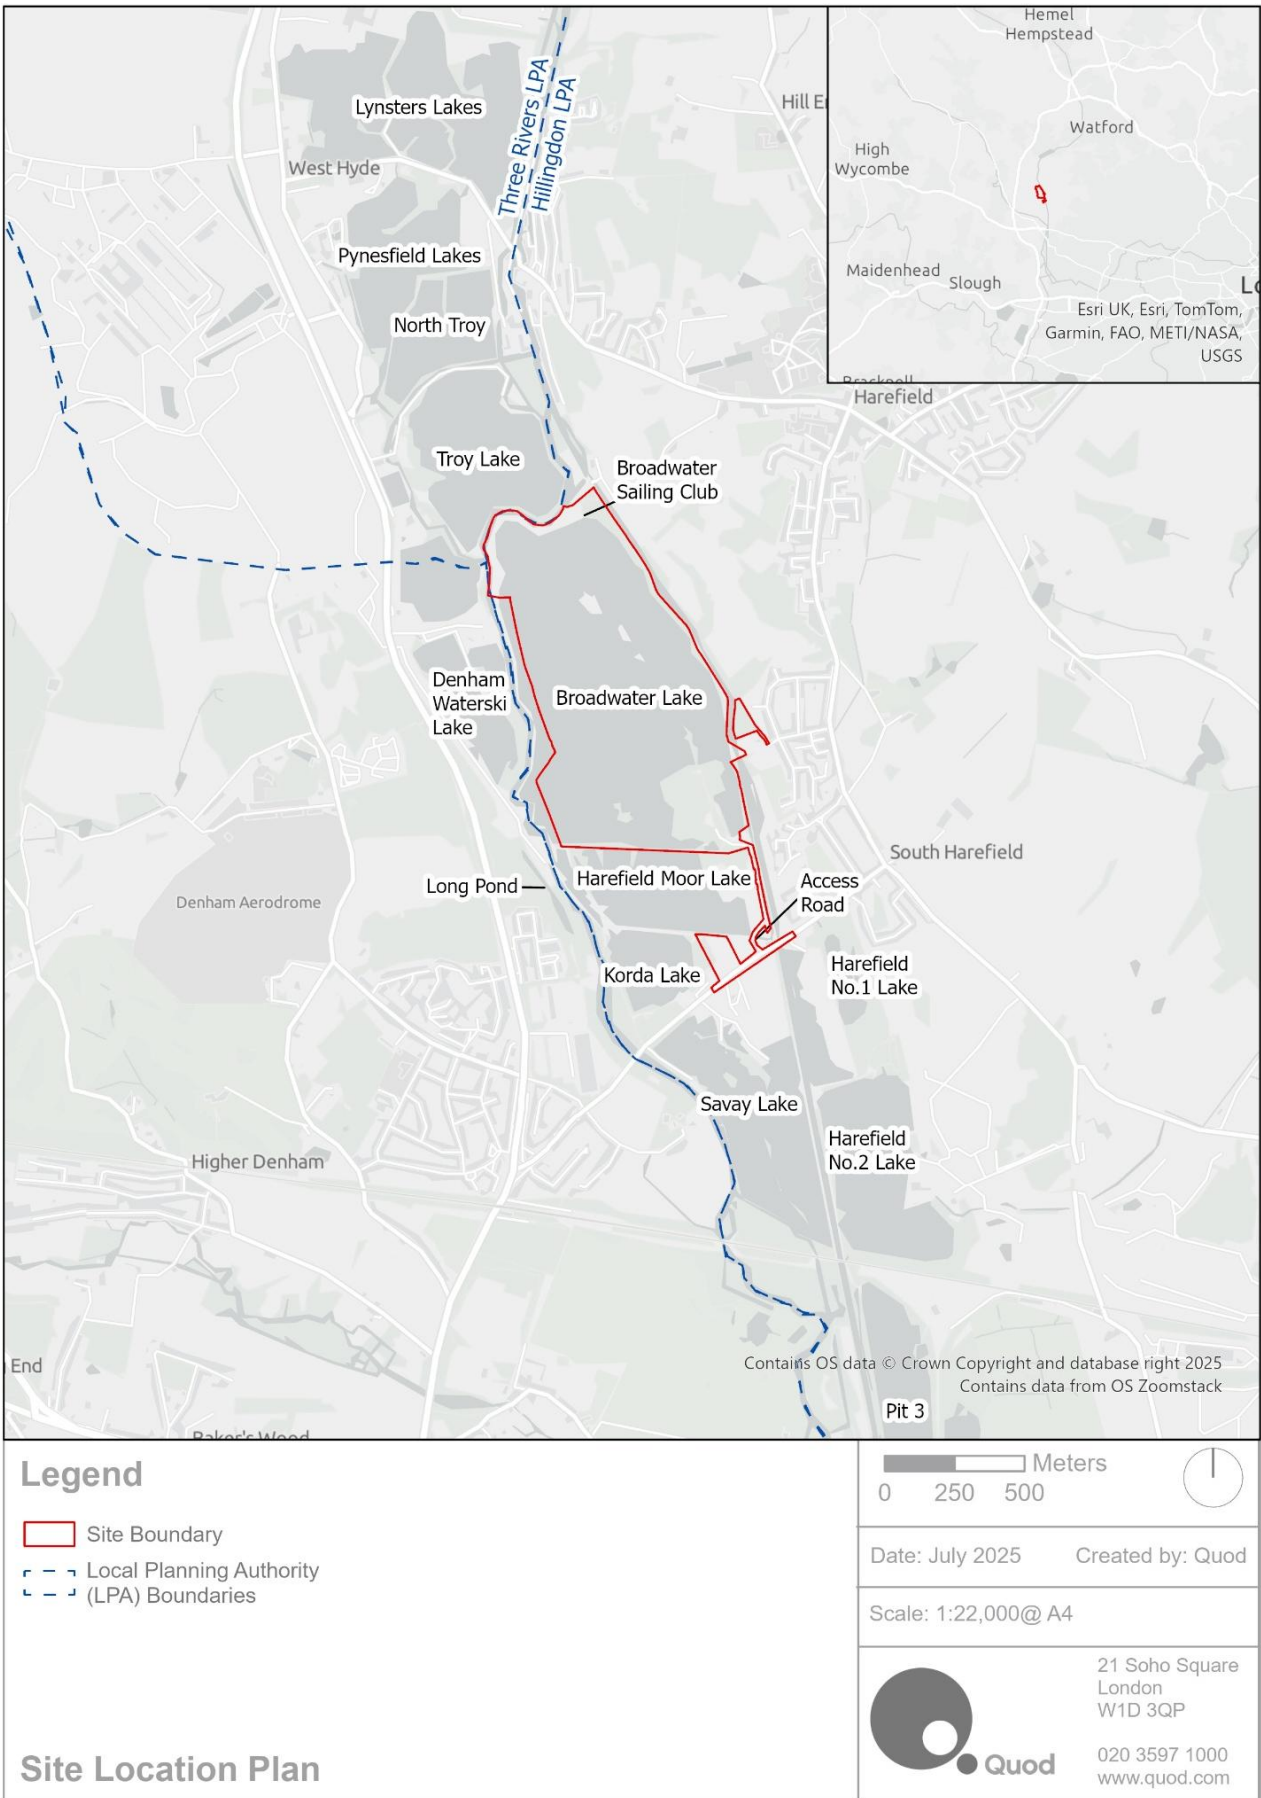 Hemel
Hempstead
Three Rivers LPA
Hillingdon LPA
Lynsters Lakes
Hill E
Watford
High
Wycombe
West Hyde
Pynesfield Lakes
Maidenhead
Slough
Lo
North Troy
Esri UK, Esri, TomTom,
Garmin, FAO, METI/NASA,
USGS
Bracknell
Harefield
Troy Lake
Broadwater
Sailing Club
Denham
Waterski
Lake
Broadwater Lake
South Harefield
Harefield Moor Lake
Long Pond
Access
Road
Denham Aerodrome
Korda Lake
Harefield
No.1 Lake
Savay Lake
Harefield
No.2 Lake
Higher Denham
End
Contains OS data © Crown Copyright and database right 2025
Contains data from OS Zoomstack
Pit 3
Baker's Wood
Legend
Site Boundary
Local Planning Authority
(LPA) Boundaries
Site Location Plan
Meters
0 250 500
Date: July 2025 Created by: Quod
Scale: 1:22,000@ A4
Quod
21 Soho Square
London
W1D 3QP
020 3597 1000
www.quod.com